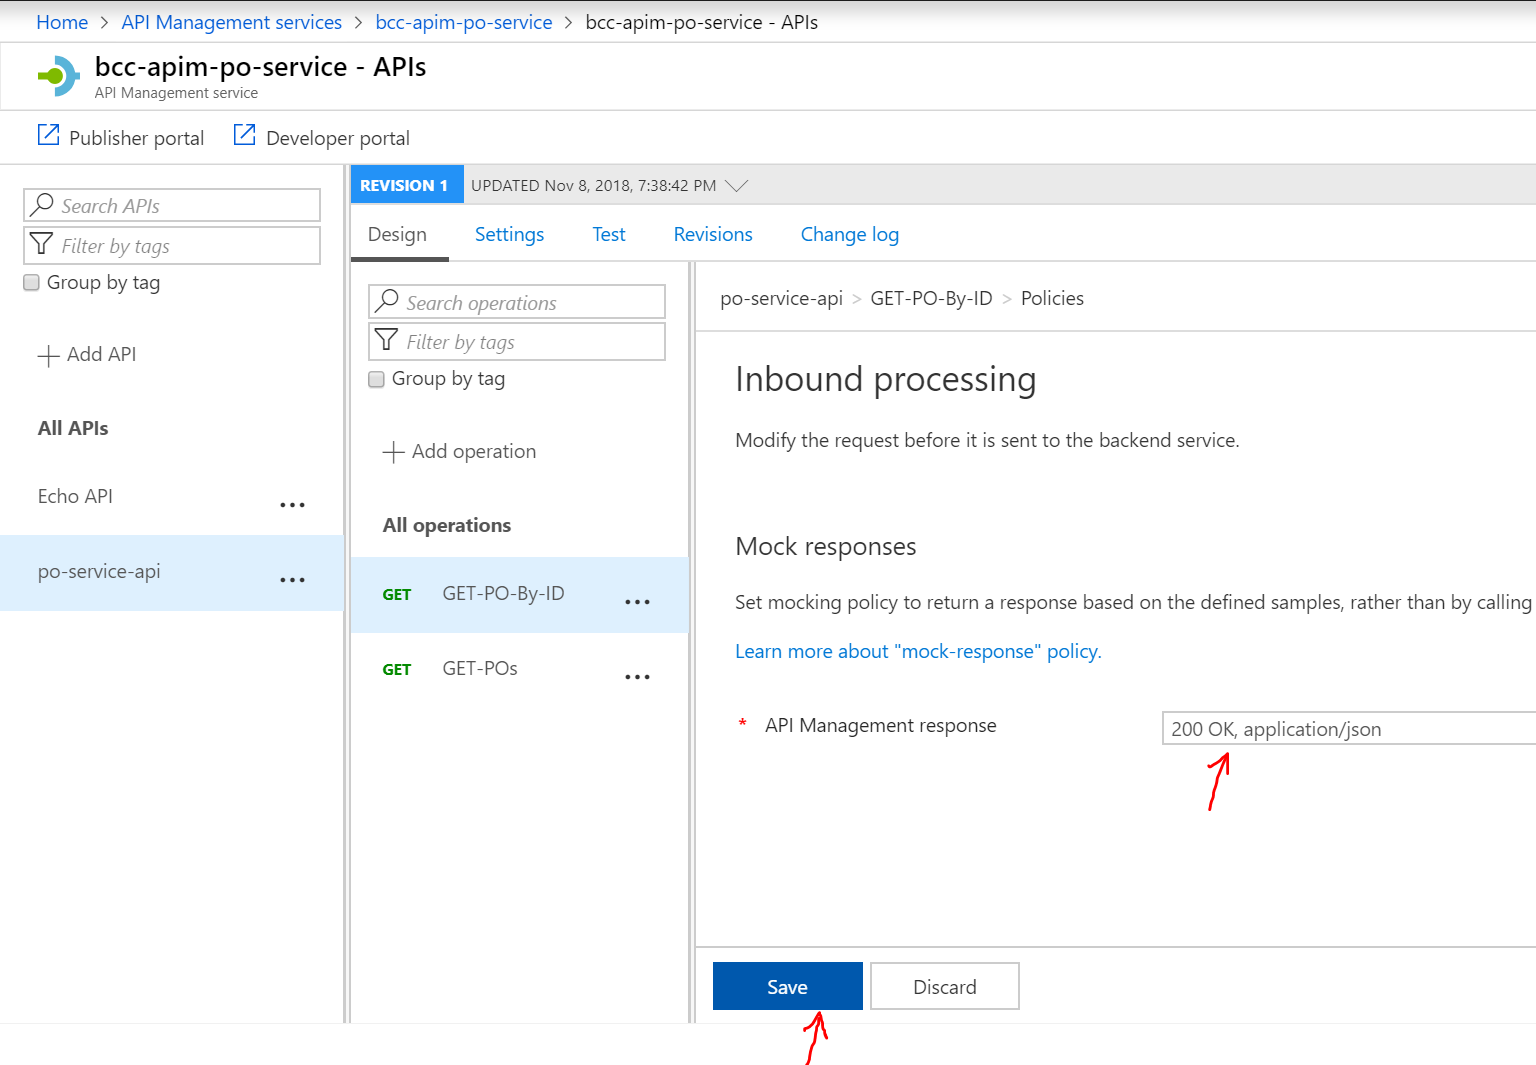 Home > API Management services > bcc-apim-po-service > bcc-apim-po-service - APIs
bcc-apim-po-service - APIs
API Management service
Publisher portal
Developer portal
Search APIs
Filter by tags
Group by tag
Add API
All APIs
Echo API
po-service-api
REVISION 1
UPDATED Nov 8, 2018, 7:38:42 PM
Design
Settings
Test
Revisions
Change log
Search operations
Filter by tags
Group by tag
Add operation
All operations
GET GET-PO-By-ID
GET GET-POs
po-service-api > GET-PO-By-ID > Policies
Inbound processing
Modify the request before it is sent to the backend service.
Mock responses
Set mocking policy to return a response based on the defined samples, rather than by calling
Learn more about "mock-response" policy.
* API Management response
200 OK, application/json
Save
Discard